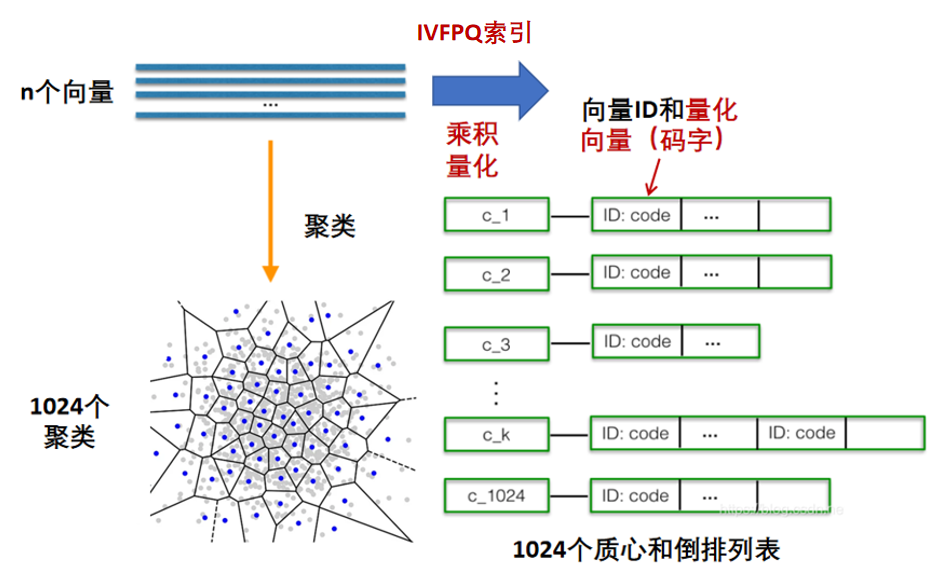 IVFPQ索引
n个向量
...
乘积
量化
向量ID和量化
向量（码字）
聚类
c_1
ID: code
...
c_2
ID: code
...
c_3
ID: code
...
1024个
聚类
c_k
ID: code
...
ID: code
c_1024
ID: code
...
1024个质心和倒排列表